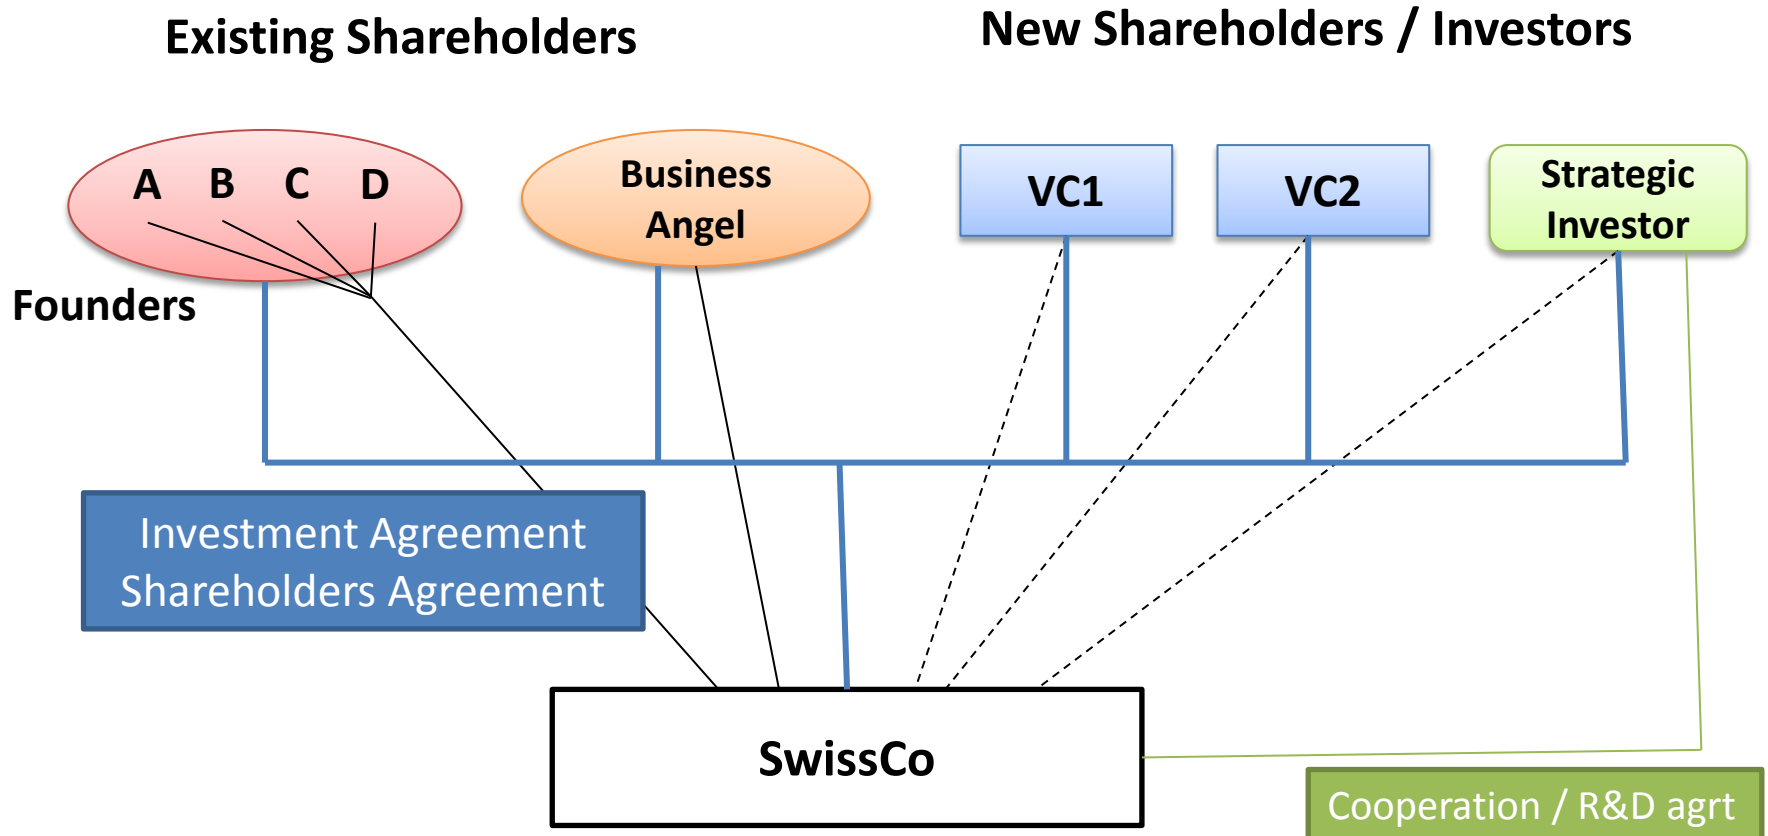 Existing Shareholders
New Shareholders / Investors
A B C D
Business
Angel
VC1
VC2
Strategic
Investor
Founders
Investment Agreement
Shareholders Agreement
SwissCo
Cooperation / R&D agrt